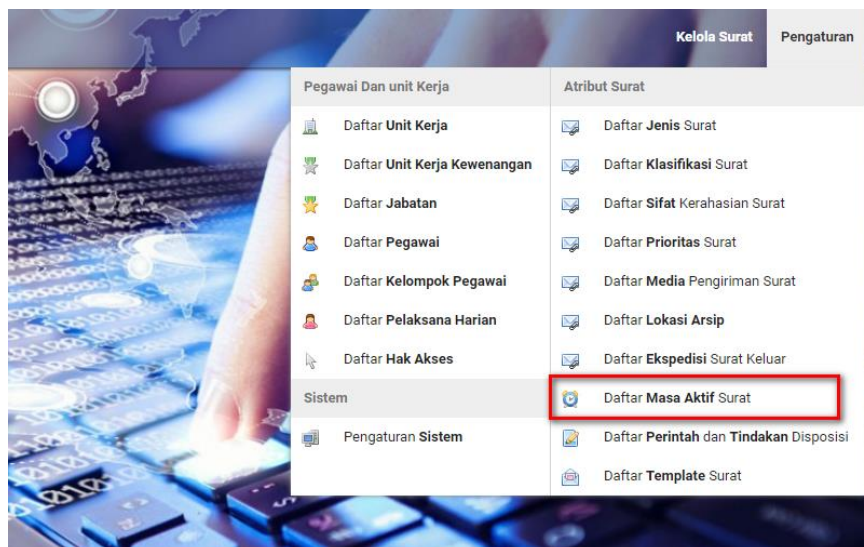 Kelola Surat
Pengaturan
Pegawai Dan unit Kerja
Daftar Unit Kerja
Daftar Unit Kerja Kewenangan
Daftar Jabatan
Daftar Pegawai
Daftar Kelompok Pegawai
Daftar Pelaksana Harian
Daftar Hak Akses
Sistem
Pengaturan Sistem
Atribut Surat
Daftar Jenis Surat
Daftar Klasifikasi Surat
Daftar Sifat Kerahasian Surat
Daftar Prioritas Surat
Daftar Media Pengiriman Surat
Daftar Lokasi Arsip
Daftar Ekspedisi Surat Keluar
Daftar Masa Aktif Surat
Daftar Perintah dan Tindakan Disposisi
Daftar Template Surat